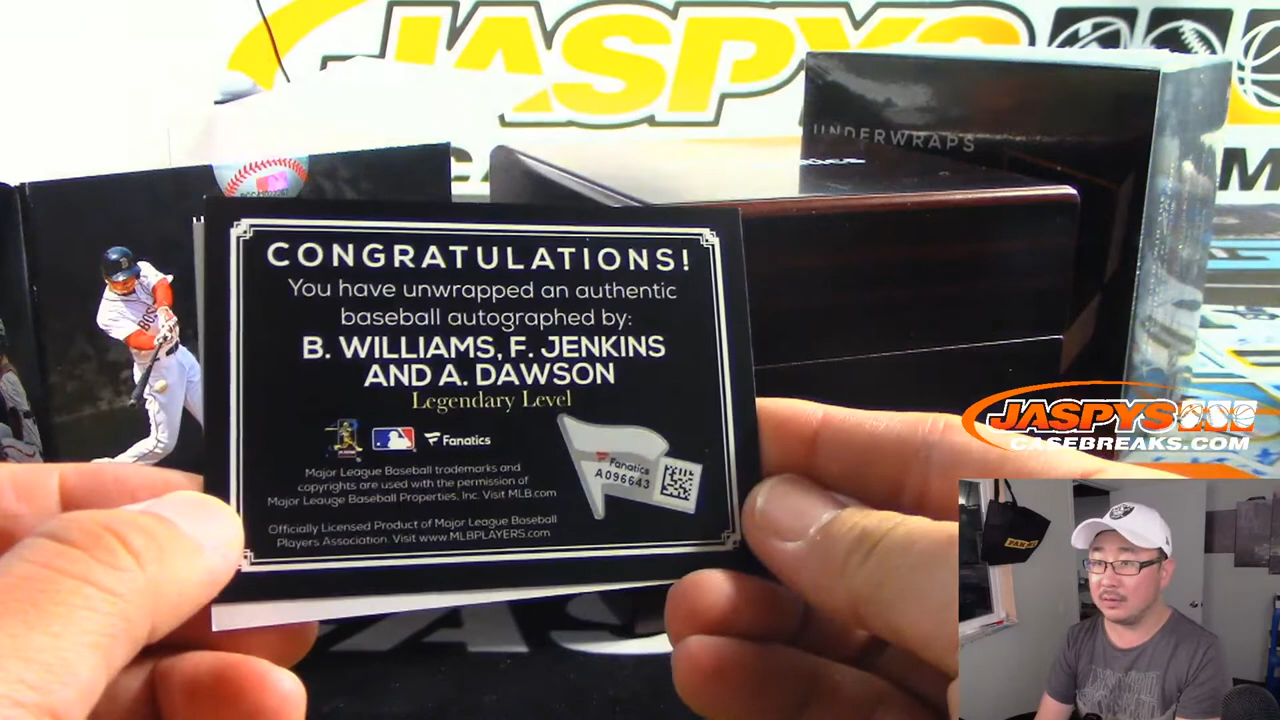 JASPYS
UNDERWRAPS
CONGRATULATIONS!
You have unwrapped an authentic
baseball autographed by:
B. WILLIAMS, F. JENKINS
AND A. DAWSON
Legendary Level
Fanatics
Major League Baseball trademarks and
copyrights are used with the permission of
Major Leauge Baseball Properties, Inc. Visit MLB.com
Officially Licensed Product of Major League Baseball
Players Association. Visit www.MLBPLAYERS.com
Fanatics
A096643
BOS
JASPYS
CASEBREAKS.COM